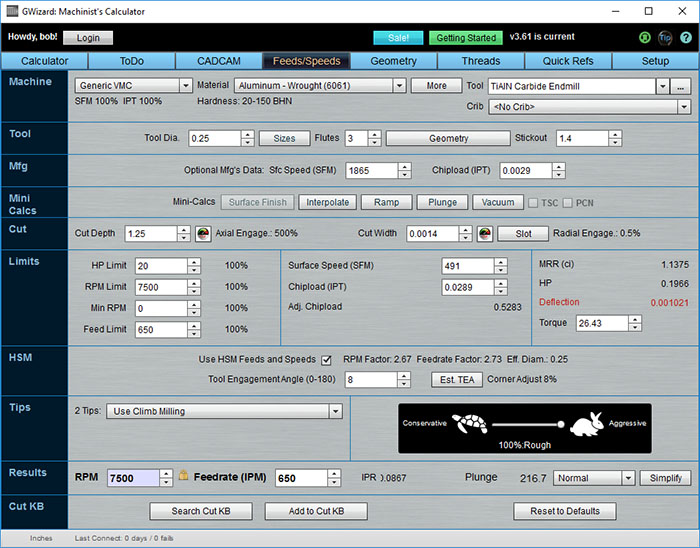 GWizard: Machinist's Calculator
Howdy, bob! Login Sale! Getting Started v3.61 is current Tip ?
Calculator ToDo CADCAM Feeds/Speeds Geometry Threads Quick Refs Setup
Machine Generic VMC Material Aluminum - Wrought (6061) More Tool TiAlN Carbide Endmill ...
SFM 100% IPT 100% Hardness: 20-150 BHN Crib <No Crib>
Tool Tool Dia. 0.25 Sizes Flutes 3 Geometry Stickout 1.4
Mfg Optional Mfg's Data: Sfc Speed (SFM) 1865 Chipload (IPT) 0.0029
Mini Calcs Mini-Calcs Surface Finish Interpolate Ramp Plunge Vacuum TSC PCN
Cut Cut Depth 1.25 Axial Engage.: 500% Cut Width 0.0014 Slot Radial Engage.: 0.5%
Limits HP Limit 20 100% Surface Speed (SFM) 491 MRR (ci) 1.1375
RPM Limit 7500 100% Chipload (IPT) 0.0289 HP 0.1966
Min RPM 0 100% Adj. Chipload 0.5283 Deflection 0.001021
Feed Limit 650 100% Torque 26.43
HSM Use HSM Feeds and Speeds RPM Factor: 2.67 Feedrate Factor: 2.73 Eff. Diam.: 0.25
Tool Engagement Angle (0-180) 8 Est. TEA Corner Adjust 8%
Tips 2 Tips: Use Climb Milling Conservative Aggressive
100%:Rough
Results RPM 7500 Feedrate (IPM) 650 IPR ).0867 Plunge 216.7 Normal Simplify
Cut KB Search Cut KB Add to Cut KB Reset to Defaults
Inches Last Connect: 0 days / 0 fails